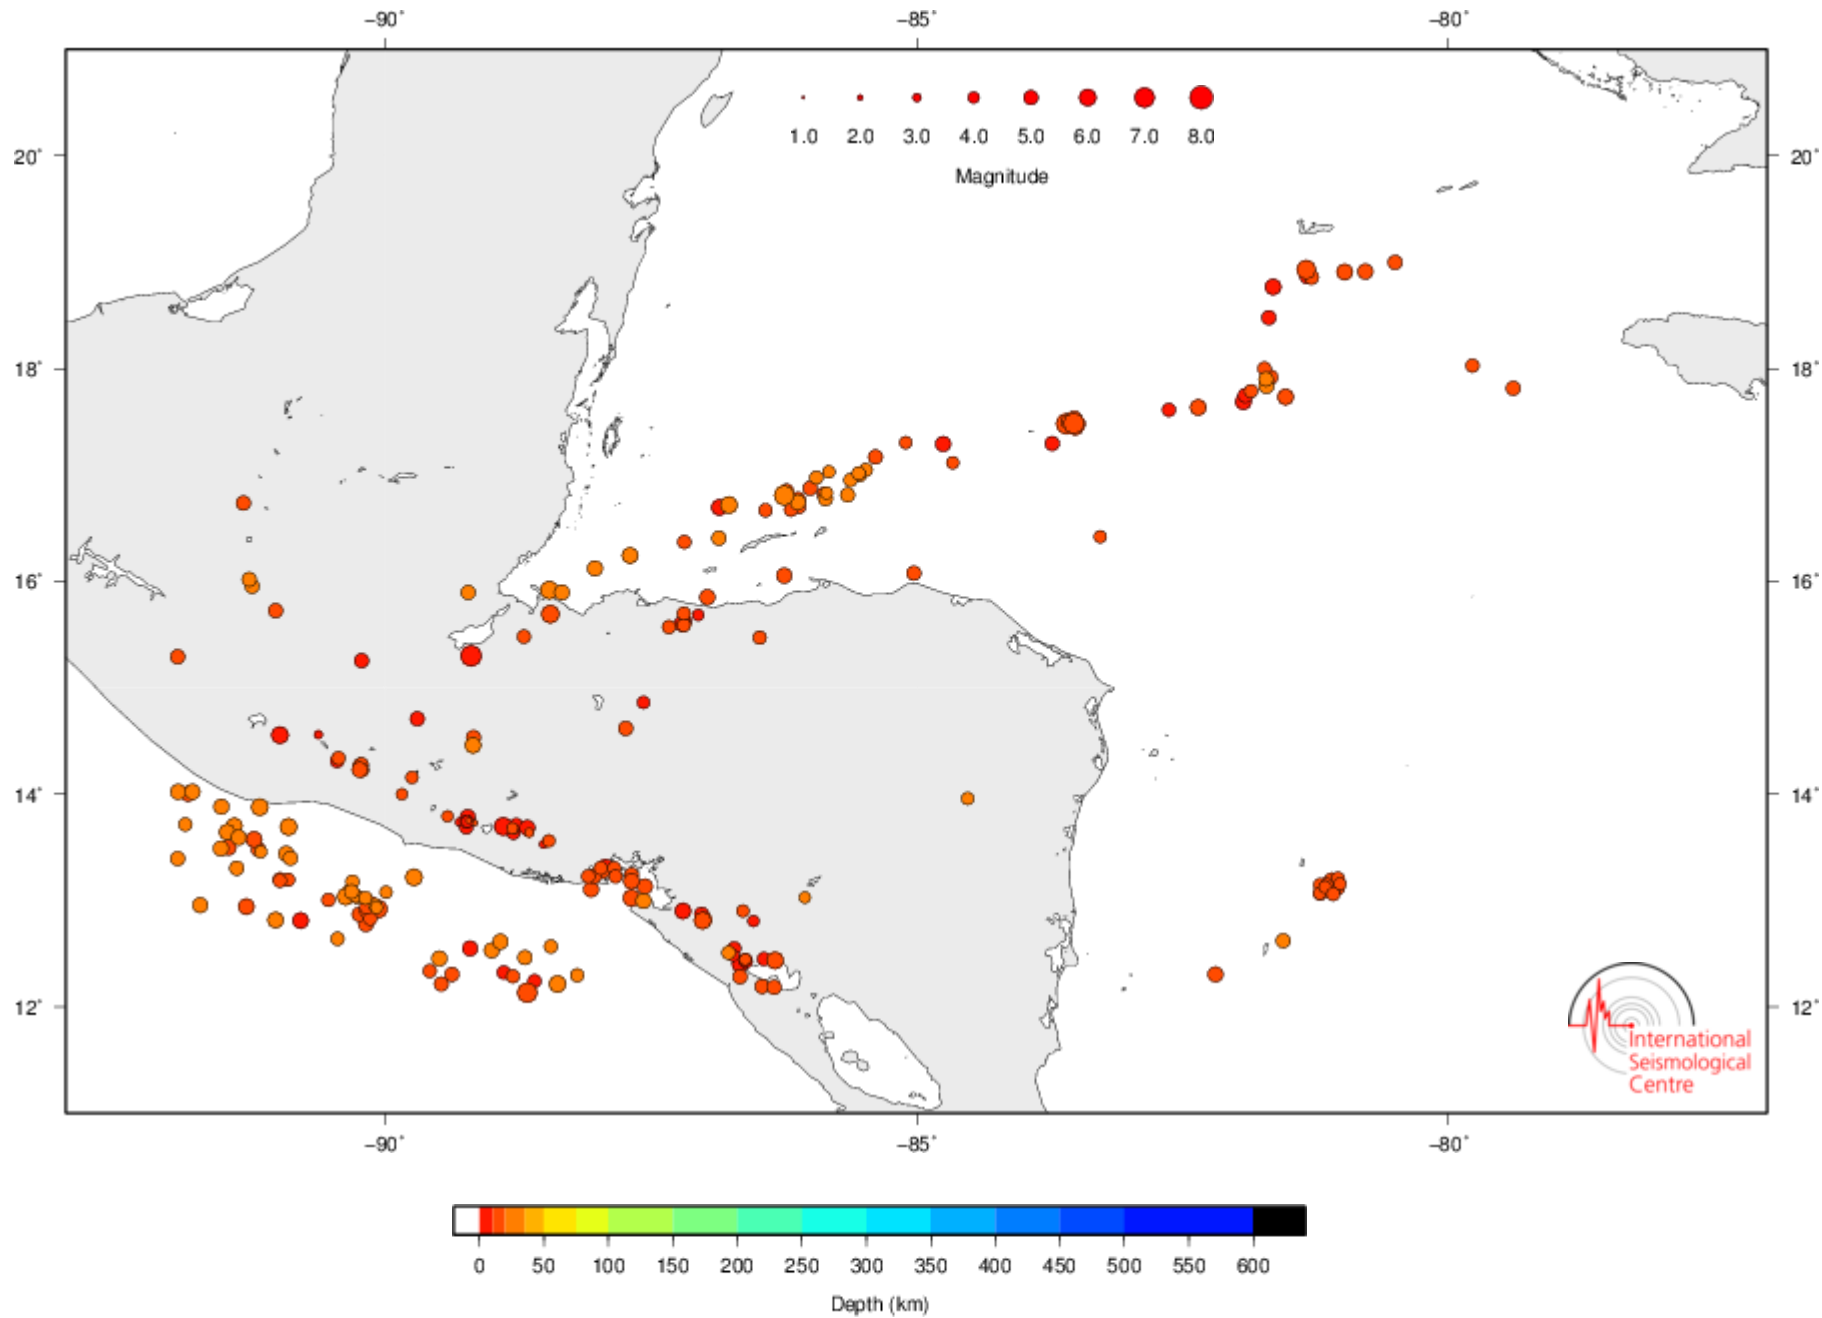 −90° −85° −80°
1.0 2.0 3.0 4.0 5.0 6.0 7.0 8.0
20° 20°
Magnitude
18° 18°
16° 16°
14° 14°
12° 12°
International
Seismological
Centre
−90° −85° −80°
0 50 100 150 200 250 300 350 400 450 500 550 600
Depth (km)